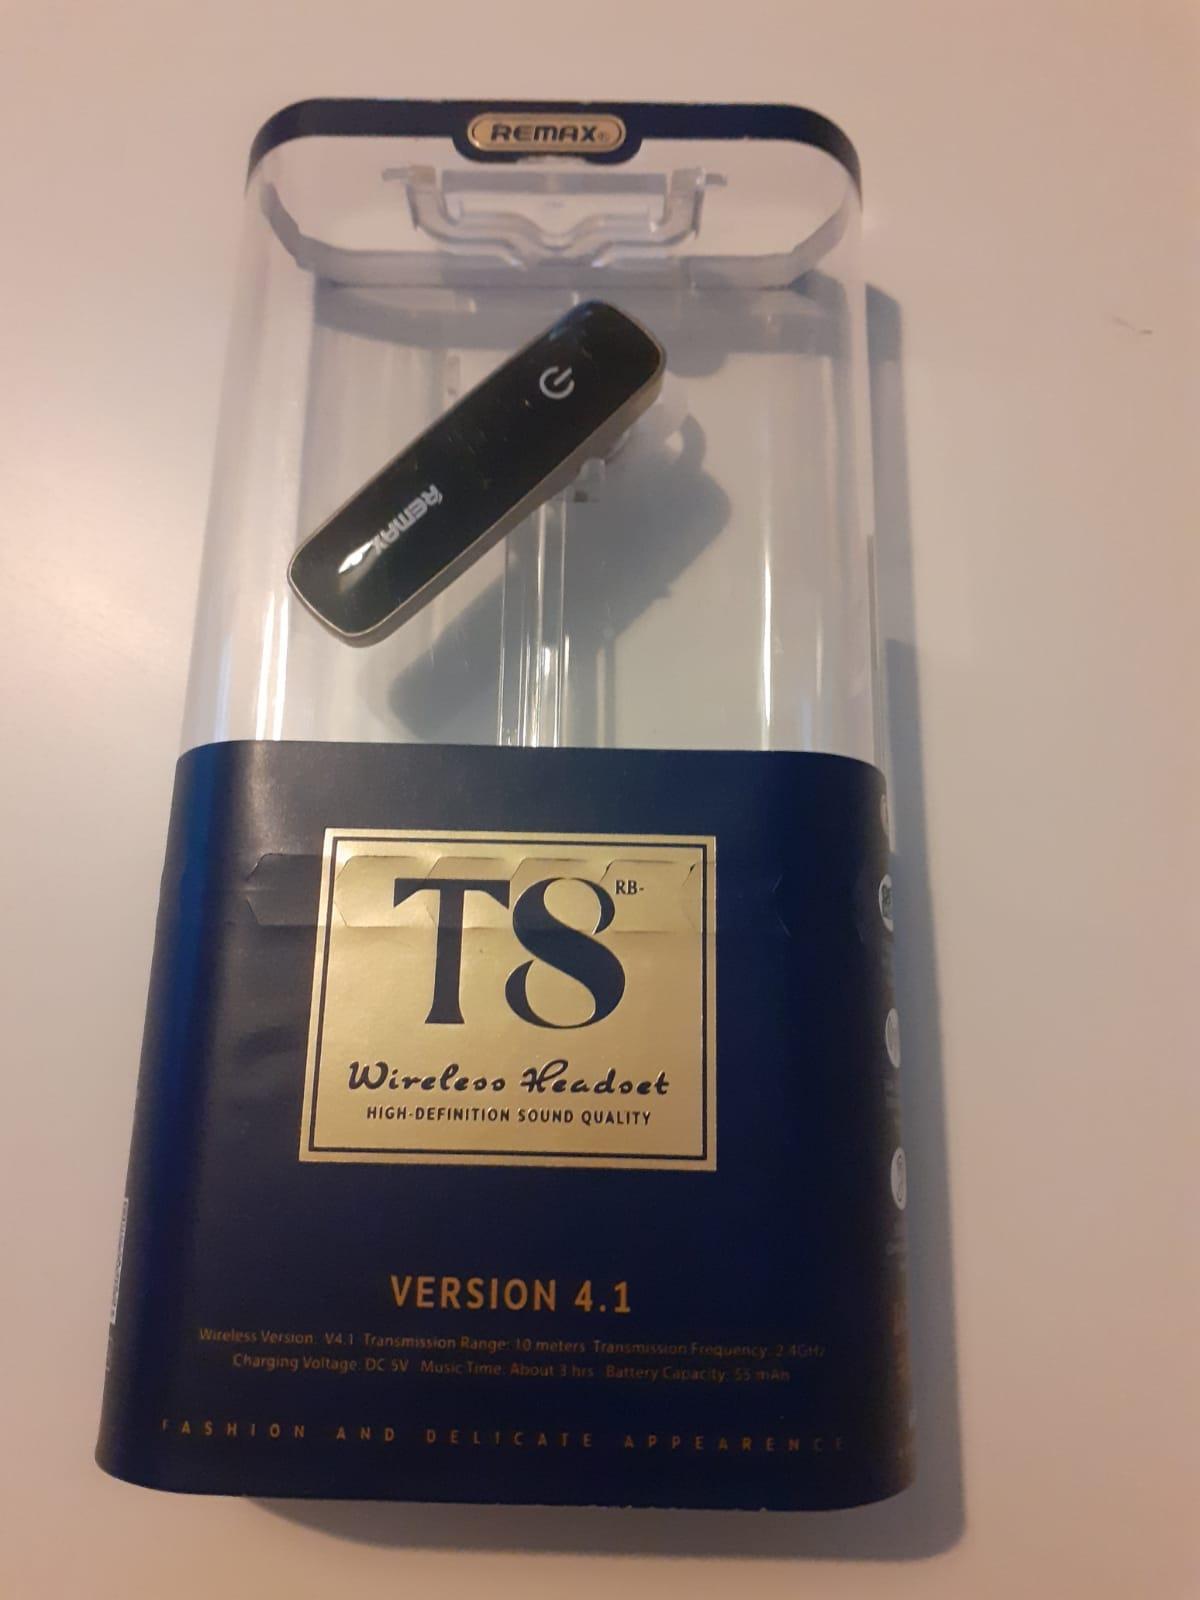 REMAX®
REMAX
T8 RB-
Wireless Headset
HIGH-DEFINITION SOUND QUALITY
VERSION 4.1
Wireless Version: V4.1 Transmission Range: 10 meters Transmission Frequency: 2.4GHz
Charging Voltage: DC 5V Music Time: About 3 hrs Battery Capacity: 55 mAh
FASHION AND DELICATE APPEARENCE